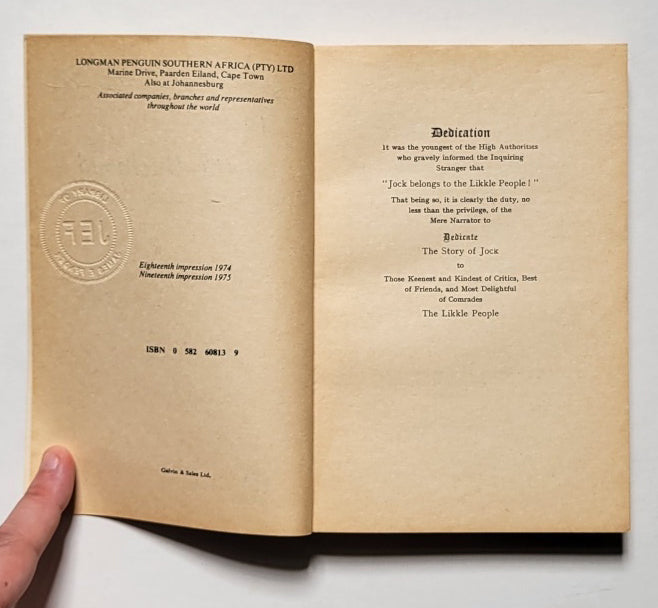 LONGMAN PENGUIN SOUTHERN AFRICA (PTY) LTD
Marine Drive, Paarden Eiland, Cape Town
Also at Johannesburg
Associated companies, branches and representatives
throughout the world
JEF
Eighteenth impression 1974
Nineteenth impression 1975
ISBN 0 582 60813 9
Galvin & Sales Ltd.
Dedication
It was the youngest of the High Authorities
who gravely informed the Inquiring
Stranger that
"Jock belongs to the Likkle People!"
That being so, it is clearly the duty, no
less than the privilege, of the
Mere Narrator to
Dedicate
The Story of Jock
to
Those Keenest and Kindest of Critics, Best
of Friends, and Most Delightful
of Comrades
The Likkle People